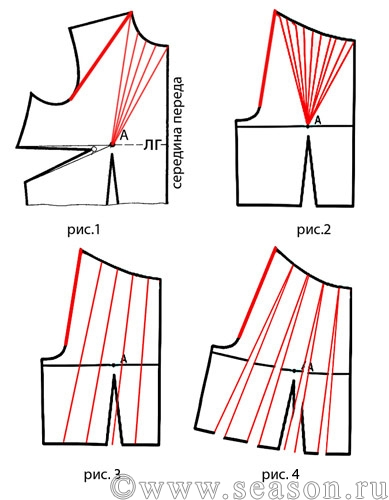 A
ЛГ
середина переда
рис.1
A
рис.2
A
рис. 3
A
рис. 4
©www.season.ru